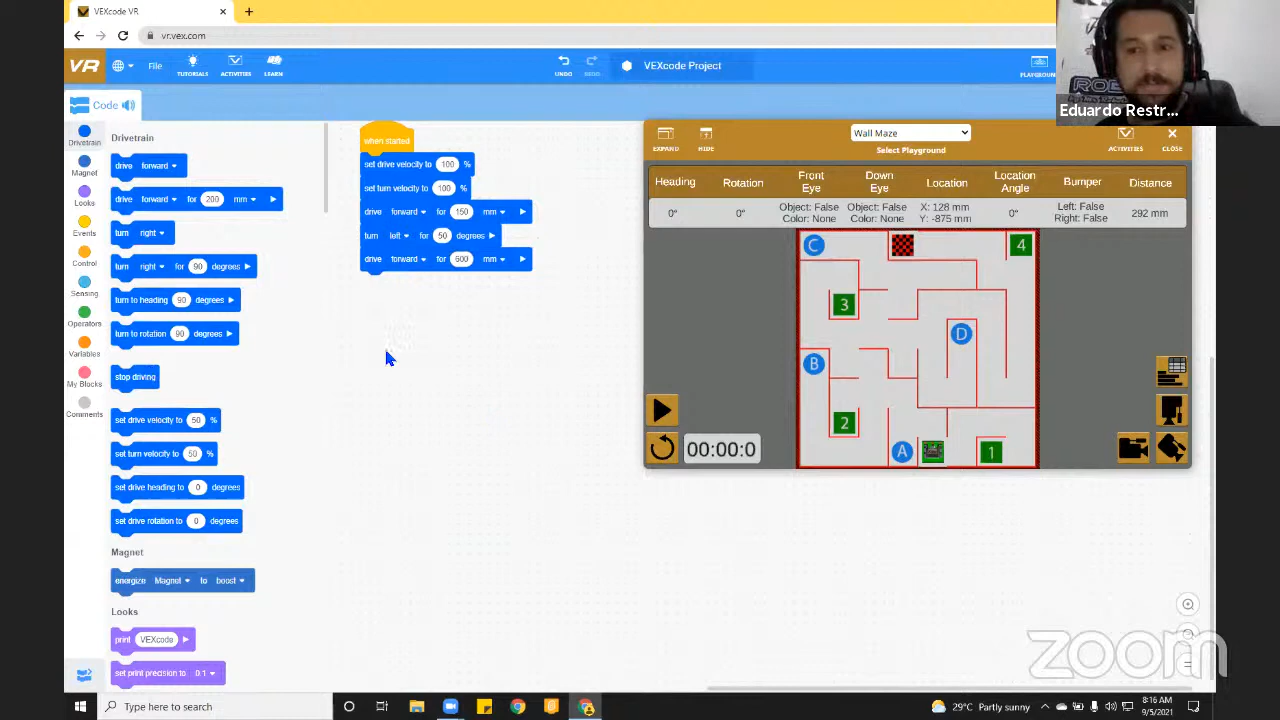 VEXcode VR
vr.vex.com
VR
File
TUTORIALS
ACTIVITIES
LEARN
UNDO
REDO
VEXcode Project
Eduardo Restr...
Code
Drivetrain
Magnet
Looks
Events
Control
Sensing
Operators
Variables
My Blocks
Comments
Drivetrain
drive forward
drive forward for 200 mm
turn right
turn right for 90 degrees
turn to heading 90 degrees
turn to rotation 90 degrees
stop driving
set drive velocity to 50 %
set turn velocity to 50 %
set drive heading to 0 degrees
set drive rotation to 0 degrees
Magnet
energize Magnet to boost
Looks
print VEXcode
set print precision to 0.1
when started
set drive velocity to 100 %
set turn velocity to 100 %
drive forward for 150 mm
turn left for 50 degrees
drive forward for 600 mm
EXPAND
HIDE
Wall Maze
Select Playground
ACTIVITIES
CLOSE
Heading Rotation Front Eye Down Eye Location Location Angle Bumper Distance
0° 0° Object: False Color: None Object: False Color: None X: 128 mm Y: -875 mm 0° Left: False Right: False 292 mm
C
4
3
D
B
2
A
1
00:00:0
zoom
Type here to search
29°C Partly sunny
8:16 AM
9/5/2021